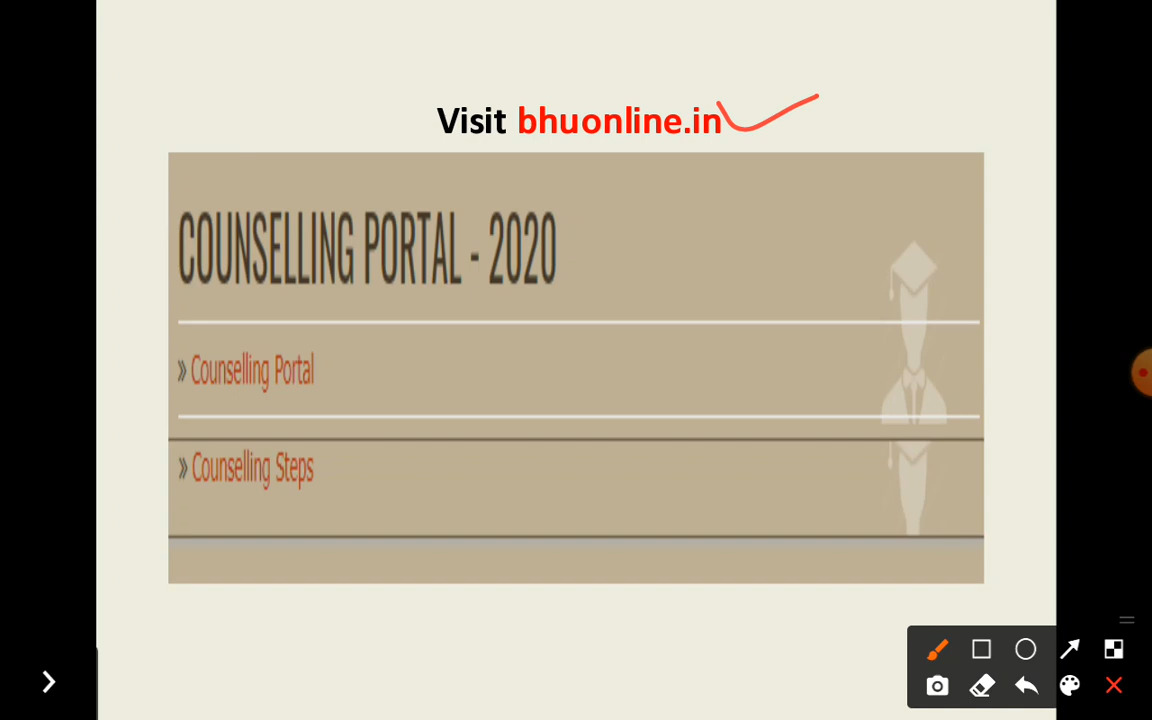 Visit bhuonline.in
COUNSELLING PORTAL - 2020
» Counselling Portal
» Counselling Steps